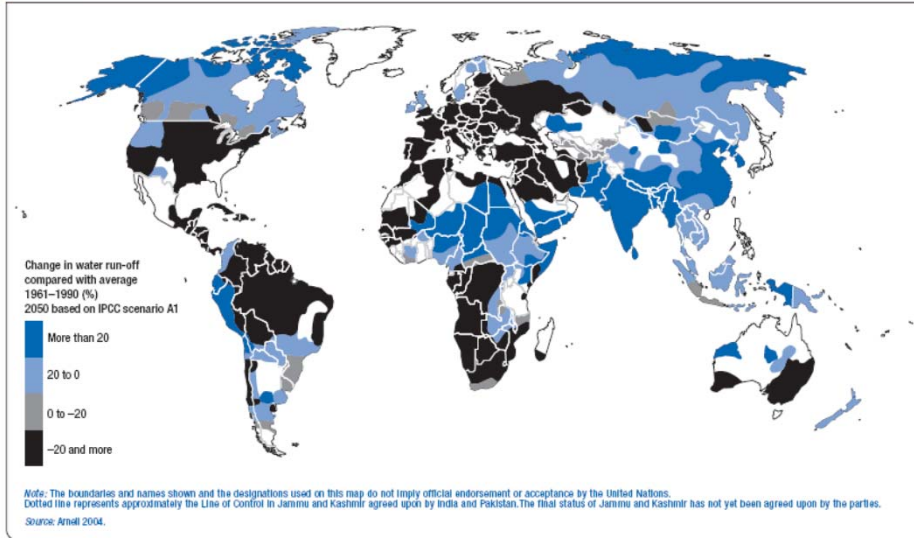 Change in water run-off
compared with average
1961–1990 (%)
2050 based on IPCC scenario A1
More than 20
20 to 0
0 to –20
–20 and more
Note: The boundaries and names shown and the designations used on this map do not imply official endorsement or acceptance by the United Nations.
Dotted line represents approximately the Line of Control in Jammu and Kashmir agreed upon by India and Pakistan. The final status of Jammu and Kashmir has not yet been agreed upon by the parties.
Source: Arnell 2004.